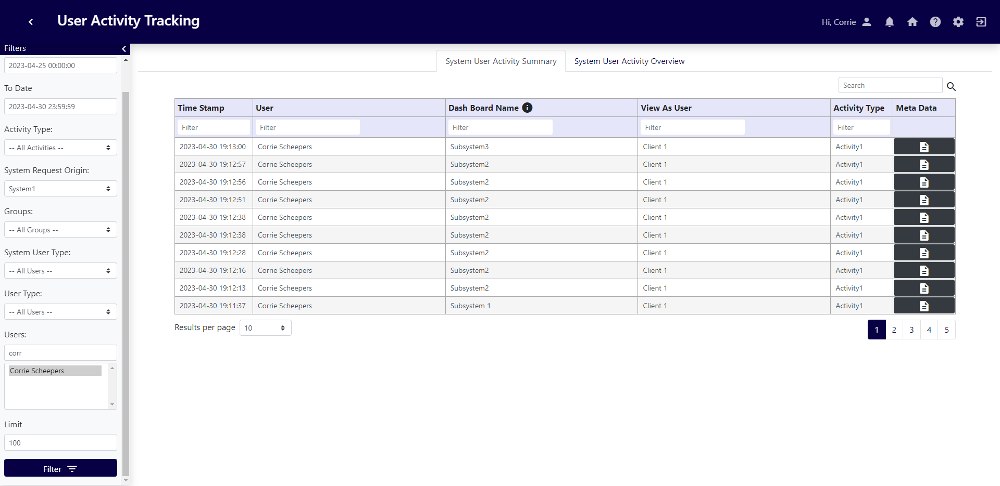 User Activity Tracking
Hi, Corrie
Filters
2023-04-25 00:00:00
To Date
2023-04-30 23:59:59
Activity Type:
-- All Activities --
System Request Origin:
System1
Groups:
-- All Groups --
System User Type:
-- All Users --
User Type:
-- All Users --
Users:
corr
Corrie Scheepers
Limit
100
Filter
System User Activity Summary System User Activity Overview
Search
Time Stamp User Dash Board Name View As User Activity Type Meta Data
Filter Filter Filter Filter Filter
2023-04-30 19:13:00 Corrie Scheepers Subsystem3 Client 1 Activity1
2023-04-30 19:12:57 Corrie Scheepers Subsystem2 Client 1 Activity1
2023-04-30 19:12:56 Corrie Scheepers Subsystem2 Client 1 Activity1
2023-04-30 19:12:51 Corrie Scheepers Subsystem2 Client 1 Activity1
2023-04-30 19:12:38 Corrie Scheepers Subsystem2 Client 1 Activity1
2023-04-30 19:12:38 Corrie Scheepers Subsystem2 Client 1 Activity1
2023-04-30 19:12:28 Corrie Scheepers Subsystem2 Client 1 Activity1
2023-04-30 19:12:16 Corrie Scheepers Subsystem2 Client 1 Activity1
2023-04-30 19:12:13 Corrie Scheepers Subsystem2 Client 1 Activity1
2023-04-30 19:11:37 Corrie Scheepers Subsystem 1 Client 1 Activity1
Results per page 10
1 2 3 4 5